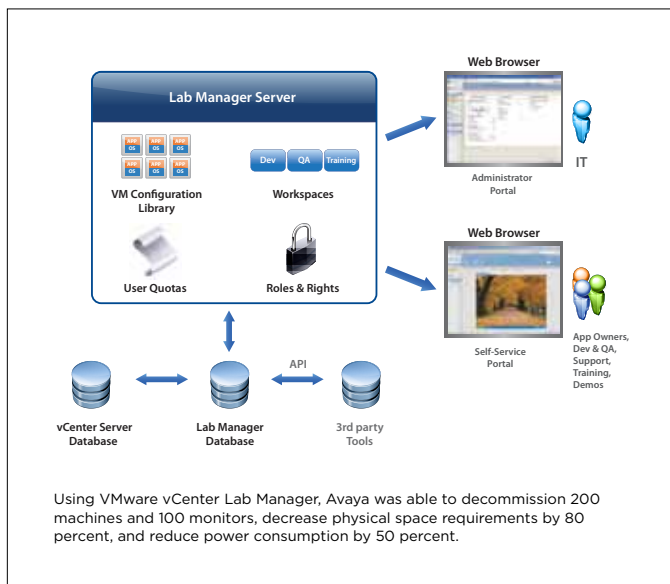 Lab Manager Server
APP
OS
APP
OS
APP
OS
APP
OS
APP
OS
APP
OS
VM Configuration
Library
Dev
QA
Training
Workspaces
User Quotas
Roles & Rights
Web Browser
Administrator
Portal
IT
Web Browser
Self-Service
Portal
App Owners,
Dev & QA,
Support,
Training,
Demos
vCenter Server
Database
Lab Manager
Database
API
3rd party
Tools
Using VMware vCenter Lab Manager, Avaya was able to decommission 200
machines and 100 monitors, decrease physical space requirements by 80
percent, and reduce power consumption by 50 percent.